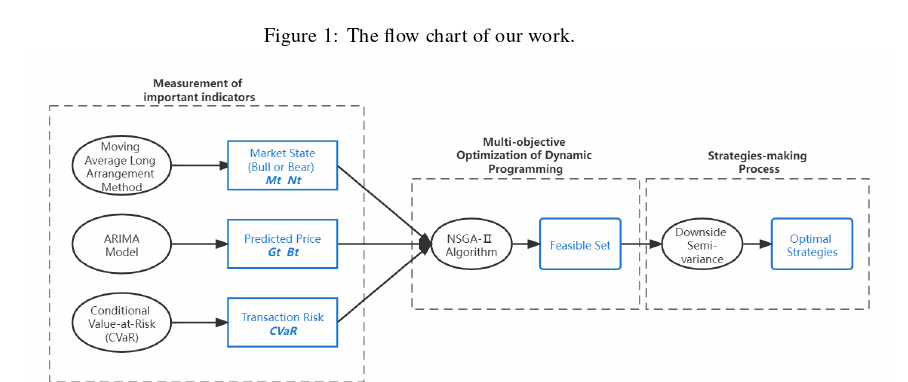 Figure 1: The flow chart of our work.
Measurement of
important indicators
Moving
Average Long
Arrangement
Method
Market State
(Bull or Bear)
Mt Nt
ARIMA
Model
Predicted Price
Gt Bt
Conditional
Value-at-Risk
(CVaR)
Transaction Risk
CVaR
Multi-objective
Optimization of Dynamic
Programming
NSGA-Ⅱ
Algorithm
Feasible Set
Strategies-making
Process
Downside
Semi-
variance
Optimal
Strategies